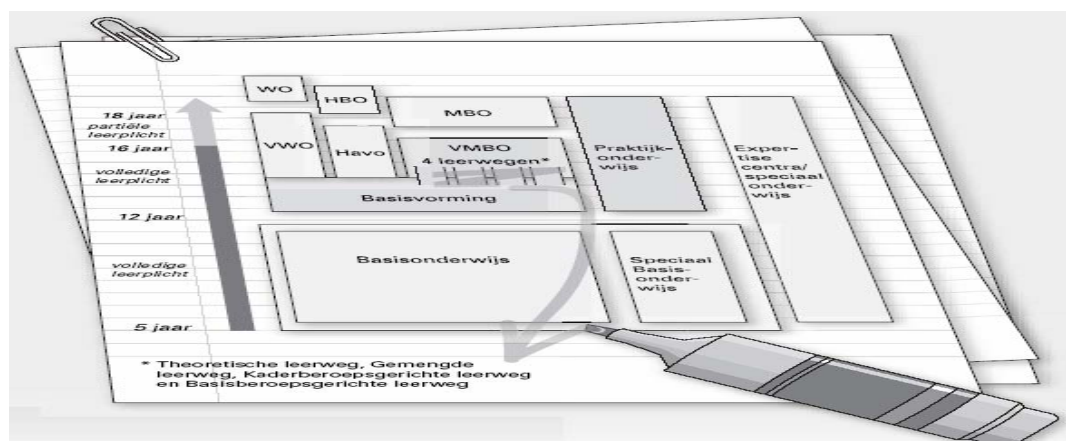 WO
HBO
MBO
18 jaar
partiële
leerplicht
16 jaar
volledige
leerplicht
12 jaar
volledige
leerplicht
5 jaar
VWO
Havo
VMBO
4 leerwegen*
Basisvorming
Praktijk-
onder-
wijs
Exper-
tise
centra/
speciaal
onder-
wijs
Basisonderwijs
Speciaal
Basis-
onder-
wijs
* Theoretische leerweg, Gemengde
leerweg, Kaderberoepsgerichte leerweg
en Basisberoepsgerichte leerweg